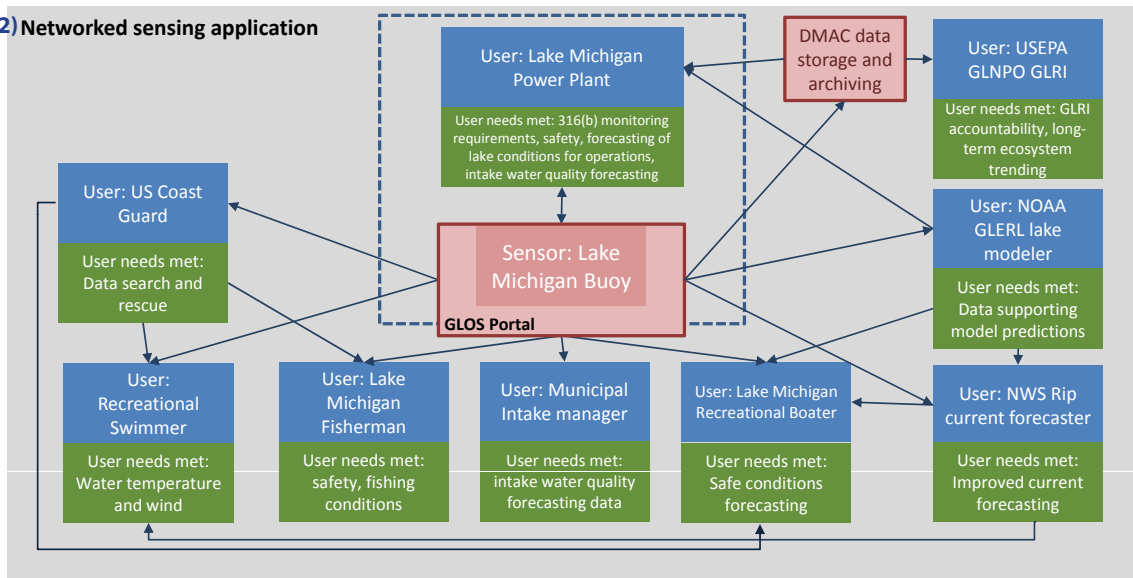 2) Networked sensing application
User: Lake Michigan
Power Plant
User needs met: 316(b) monitoring
requirements, safety, forecasting of
lake conditions for operations,
intake water quality forecasting
DMAC data
storage and
archiving
User: USEPA
GLNPO GLRI
User needs met: GLRI
accountability, long-
term ecosystem
trending
User: US Coast
Guard
User needs met:
Data search and
rescue
Sensor: Lake
Michigan Buoy
GLOS Portal
User: NOAA
GLERL lake
modeler
User needs met:
Data supporting
model predictions
User:
Recreational
Swimmer
User needs met:
Water temperature
and wind
User: Lake
Michigan
Fisherman
User needs met:
safety, fishing
conditions
User: Municipal
Intake manager
User needs met:
intake water quality
forecasting data
User: Lake Michigan
Recreational Boater
User needs met:
Safe conditions
forecasting
User: NWS Rip
current forecaster
User needs met:
Improved current
forecasting